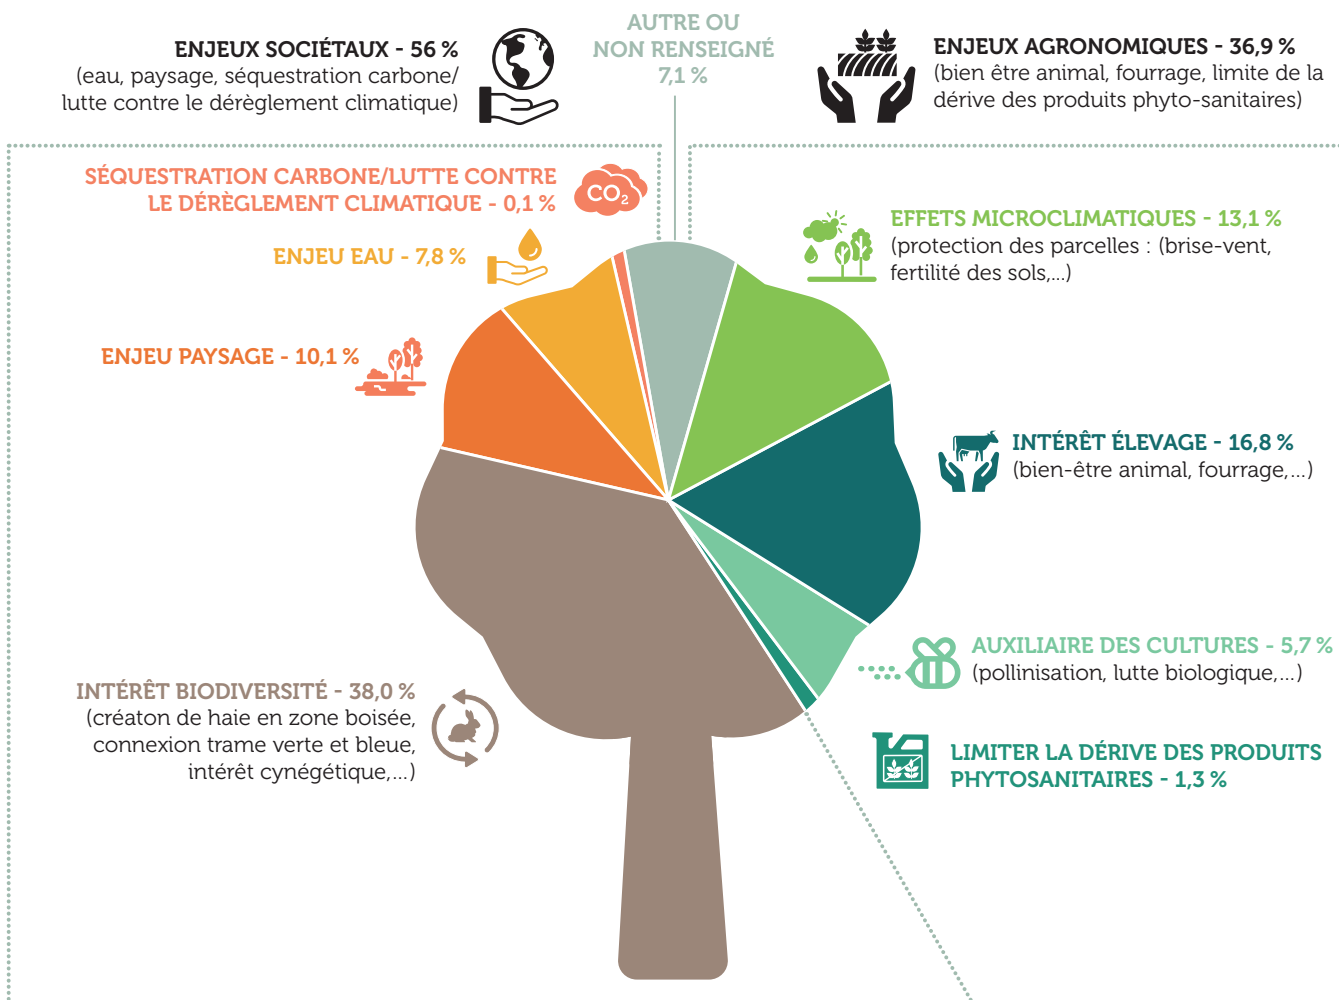 ENJEUX SOCIÉTAUX - 56 %
(eau, paysage, séquestration carbone/
lutte contre le dérèglement climatique)
AUTRE OU
NON RENSEIGNÉ
7,1 %
ENJEUX AGRONOMIQUES - 36,9 %
(bien être animal, fourrage, limite de la
dérive des produits phyto-sanitaires)
SÉQUESTRATION CARBONE/LUTTE CONTRE
LE DÉRÈGLEMENT CLIMATIQUE - 0,1 %
CO2
ENJEU EAU - 7,8 %
ENJEU PAYSAGE - 10,1 %
INTÉRÊT BIODIVERSITÉ - 38,0 %
(créaton de haie en zone boisée,
connexion trame verte et bleue,
intérêt cynégétique,...)
EFFETS MICROCLIMATIQUES - 13,1 %
(protection des parcelles : (brise-vent,
fertilité des sols,...)
INTÉRÊT ÉLEVAGE - 16,8 %
(bien-être animal, fourrage,...)
AUXILIAIRE DES CULTURES - 5,7 %
(pollinisation, lutte biologique,...)
LIMITER LA DÉRIVE DES PRODUITS
PHYTOSANITAIRES - 1,3 %